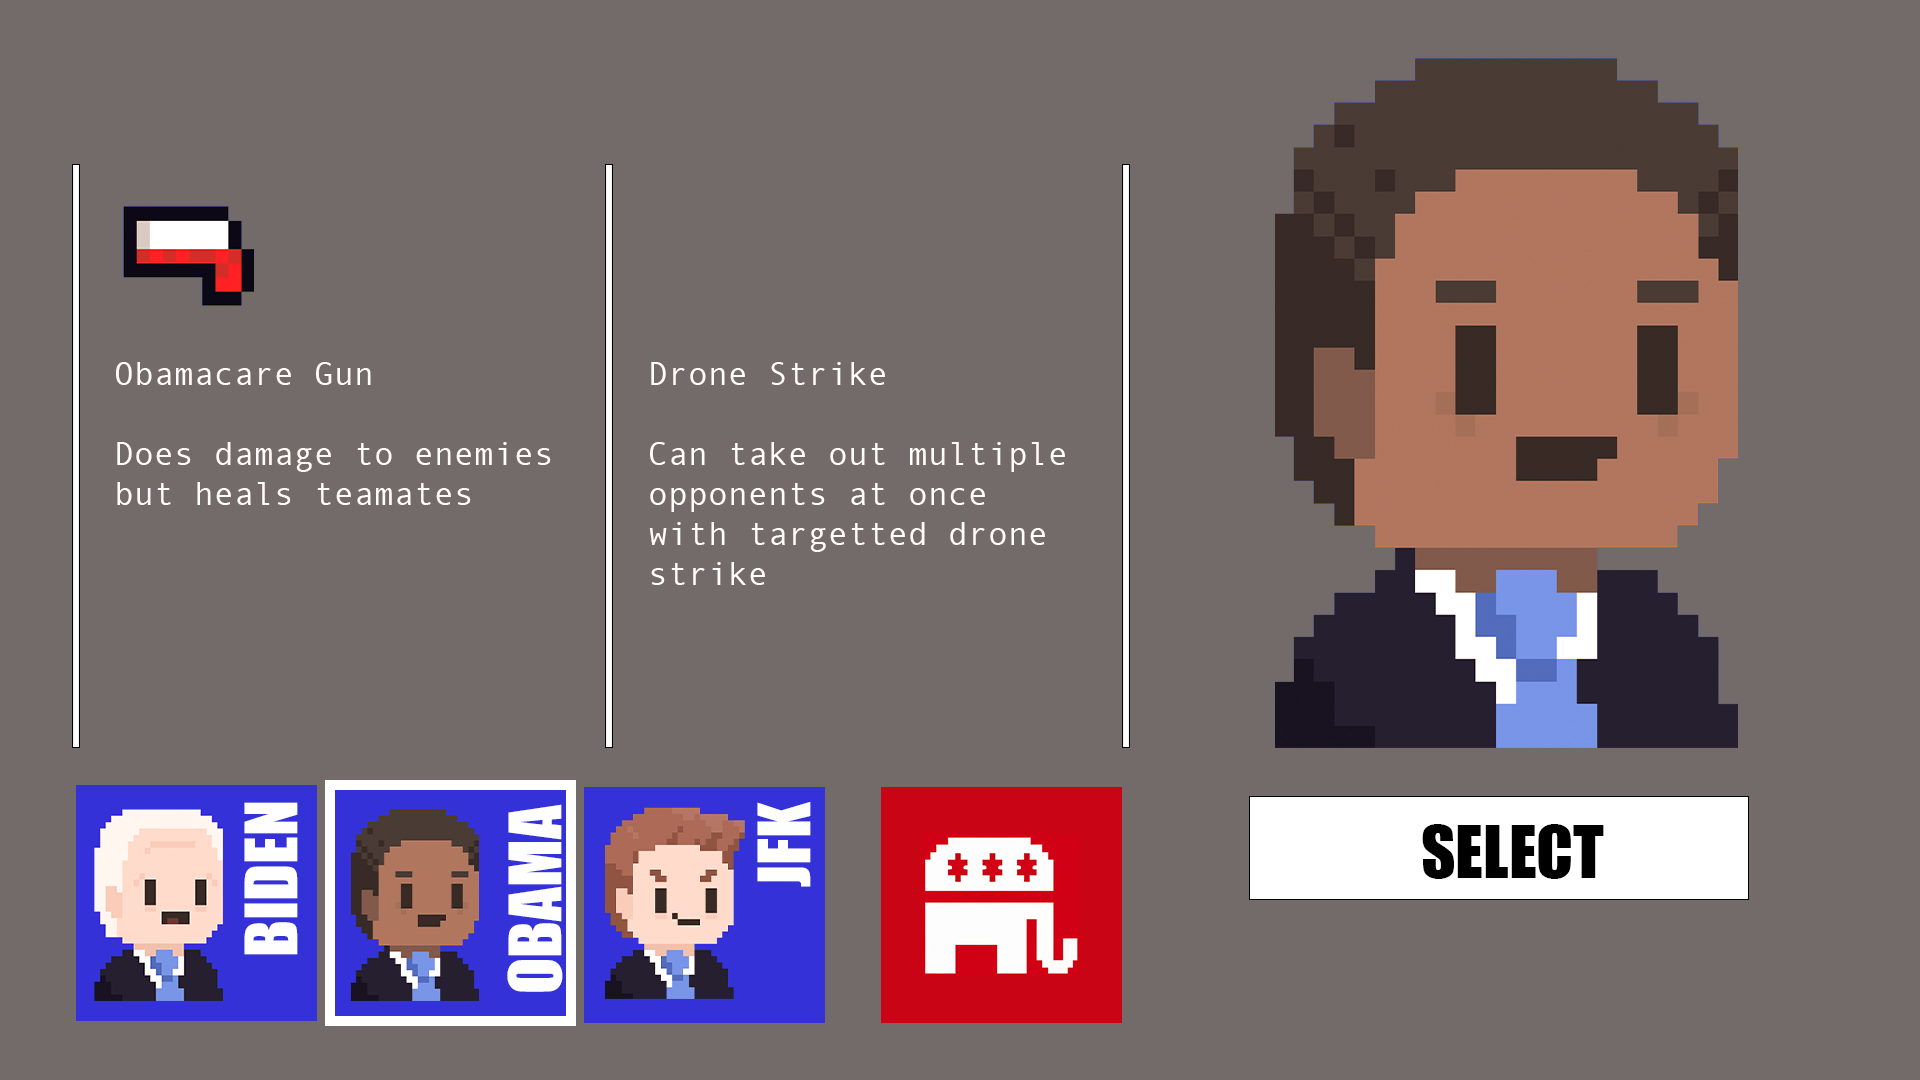 Obamacare Gun
Does damage to enemies
but heals teamates
Drone Strike
Can take out multiple
opponents at once
with targetted drone
strike
BIDEN
OBAMA
JFK
SELECT